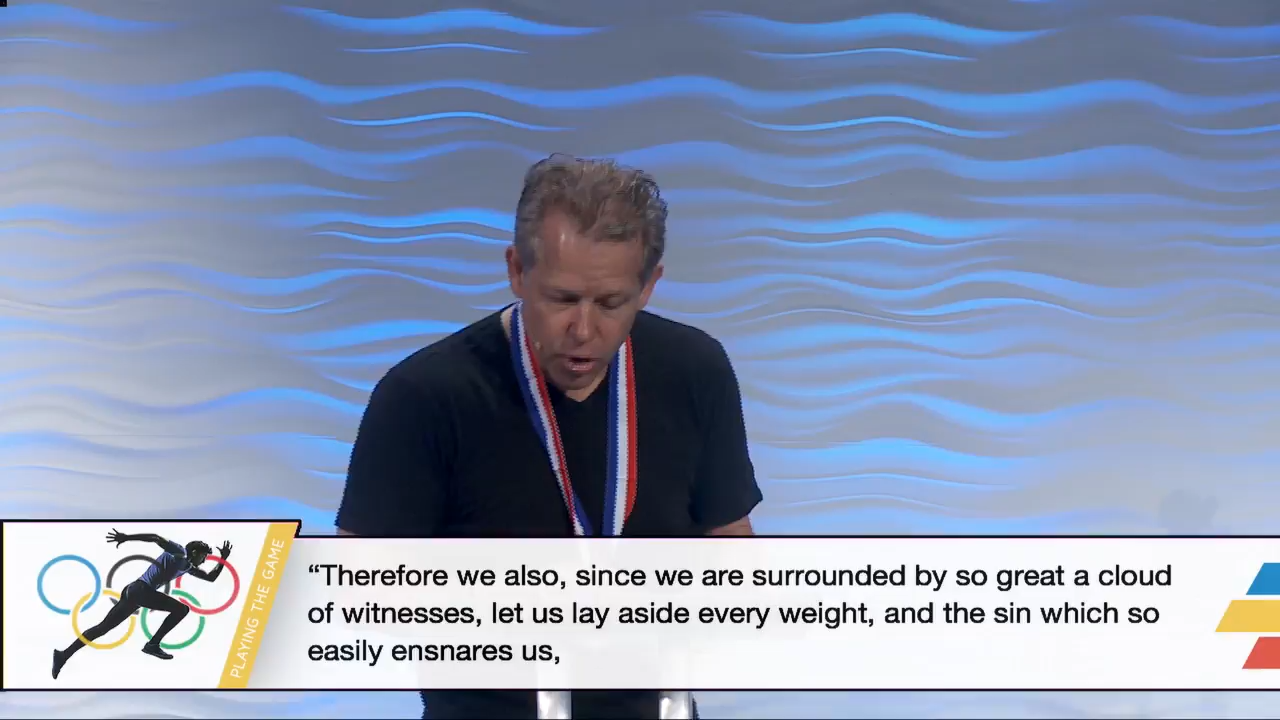 PLAYING THE GAME
“Therefore we also, since we are surrounded by so great a cloud
of witnesses, let us lay aside every weight, and the sin which so
easily ensnares us,